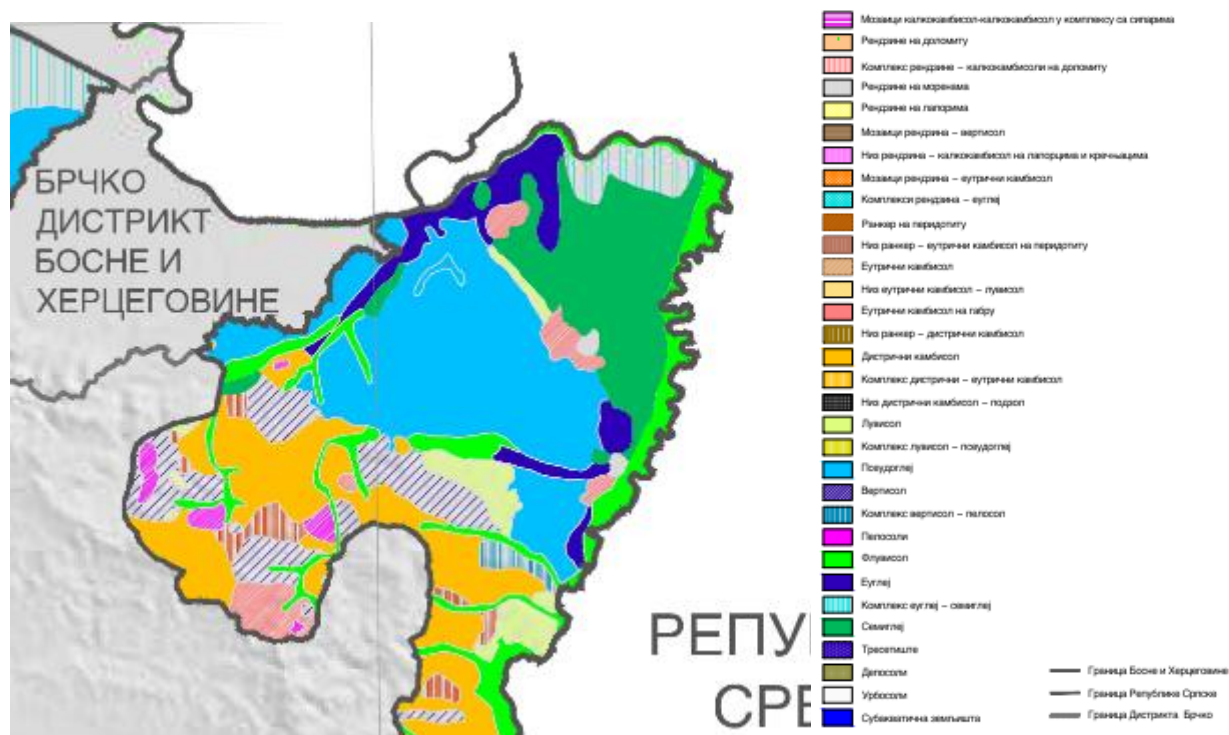 БРЧКО
ДИСТРИКТ
БОСНЕ И
ХЕРЦЕГОВИНЕ
РЕПУ
СРЕ
Мозаици калкокамбисол-калкокамбисол у комплексу са сипарима
Рендзине на доломиту
Комплекс рендзине – калкокамбисоли на доломиту
Рендзине на моренама
Рендзине на лапорима
Мозаици рендзина – вертисол
Низ рендзина – калкокамбисол на лапорцима и кречњацима
Мозаици рендзина – еутрични камбисол
Комплекси рендзина – еуглеј
Ранкер на перидотиту
Низ ранкер – еутрични камбисол на перидотиту
Еутрични камбисол
Низ еутрични камбисол – лувисол
Еутрични камбисол на габру
Низ ранкер – дистрични камбисол
Дистрични камбисол
Комплекс дистрични – еутрични камбисол
Низ дистрични камбисол – подзол
Лувисол
Комплекс лувисол – псеудоглеј
Псеудоглеј
Вертисол
Комплекс вертисол – пелосол
Пелосоли
Флувисол
Еуглеј
Комплекс еуглеј – семиглеј
Семиглеј
Тресетиште
Депосоли
Урбосоли
Субакватична земљишта
Граница Босне и Херцеговине
Граница Републике Српске
Граница Дистрикта Брчко